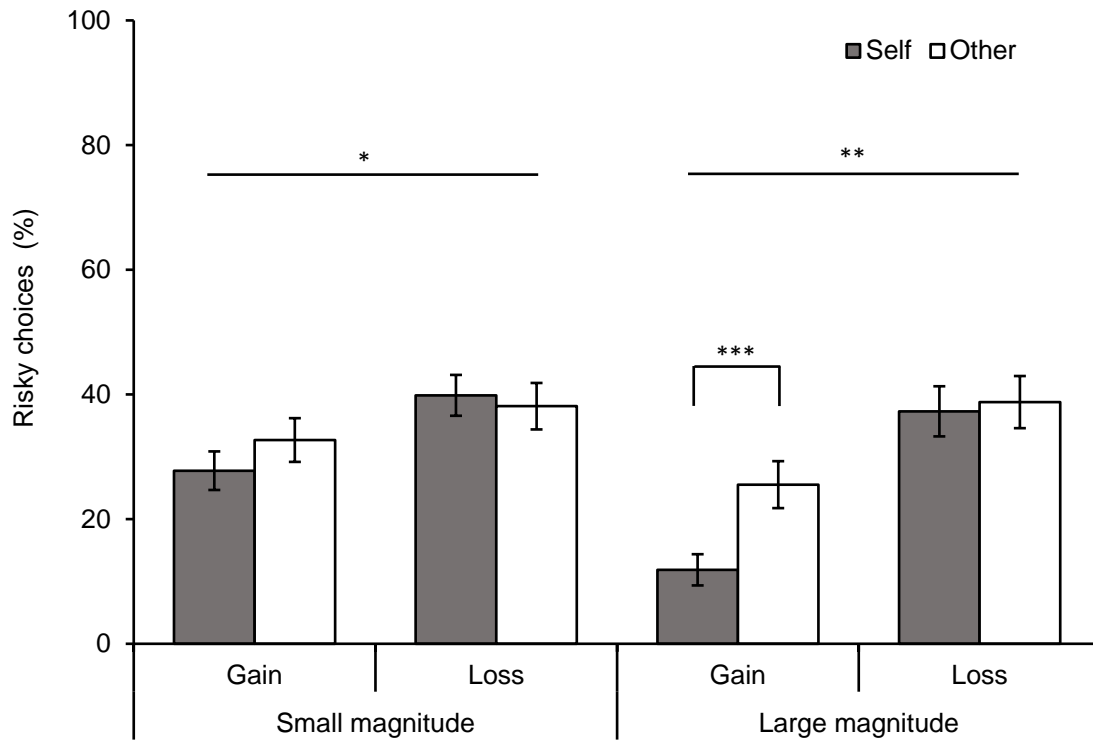 100
Self Other
80
*
**
60
Risky choices (%)
***
40
20
0
Gain Loss Gain Loss
Small magnitude Large magnitude